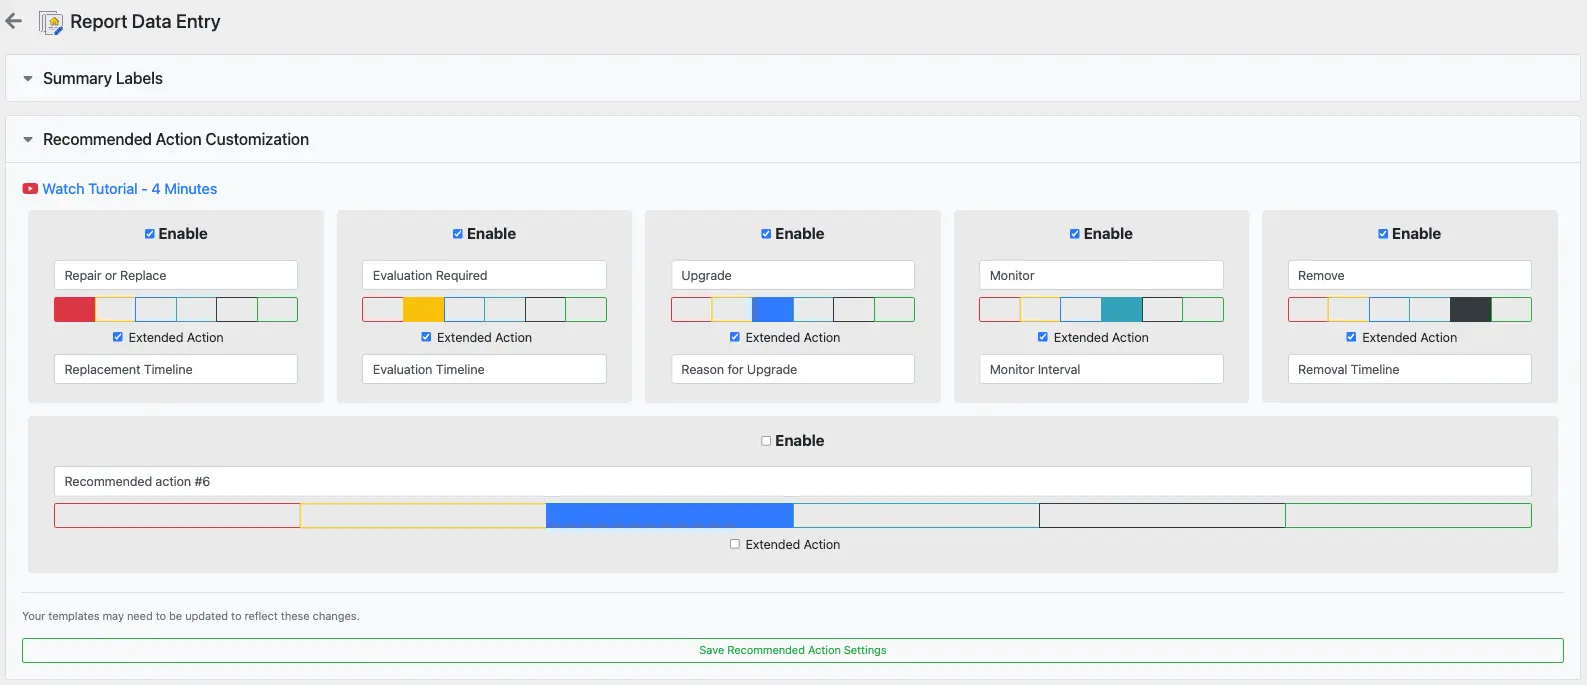 Report Data Entry
Summary Labels
Recommended Action Customization
Watch Tutorial - 4 Minutes
Enable
Repair or Replace
Extended Action
Replacement Timeline
Enable
Evaluation Required
Extended Action
Evaluation Timeline
Enable
Upgrade
Extended Action
Reason for Upgrade
Enable
Monitor
Extended Action
Monitor Interval
Enable
Remove
Extended Action
Removal Timeline
Enable
Recommended action #6
Extended Action
Your templates may need to be updated to reflect these changes.
Save Recommended Action Settings